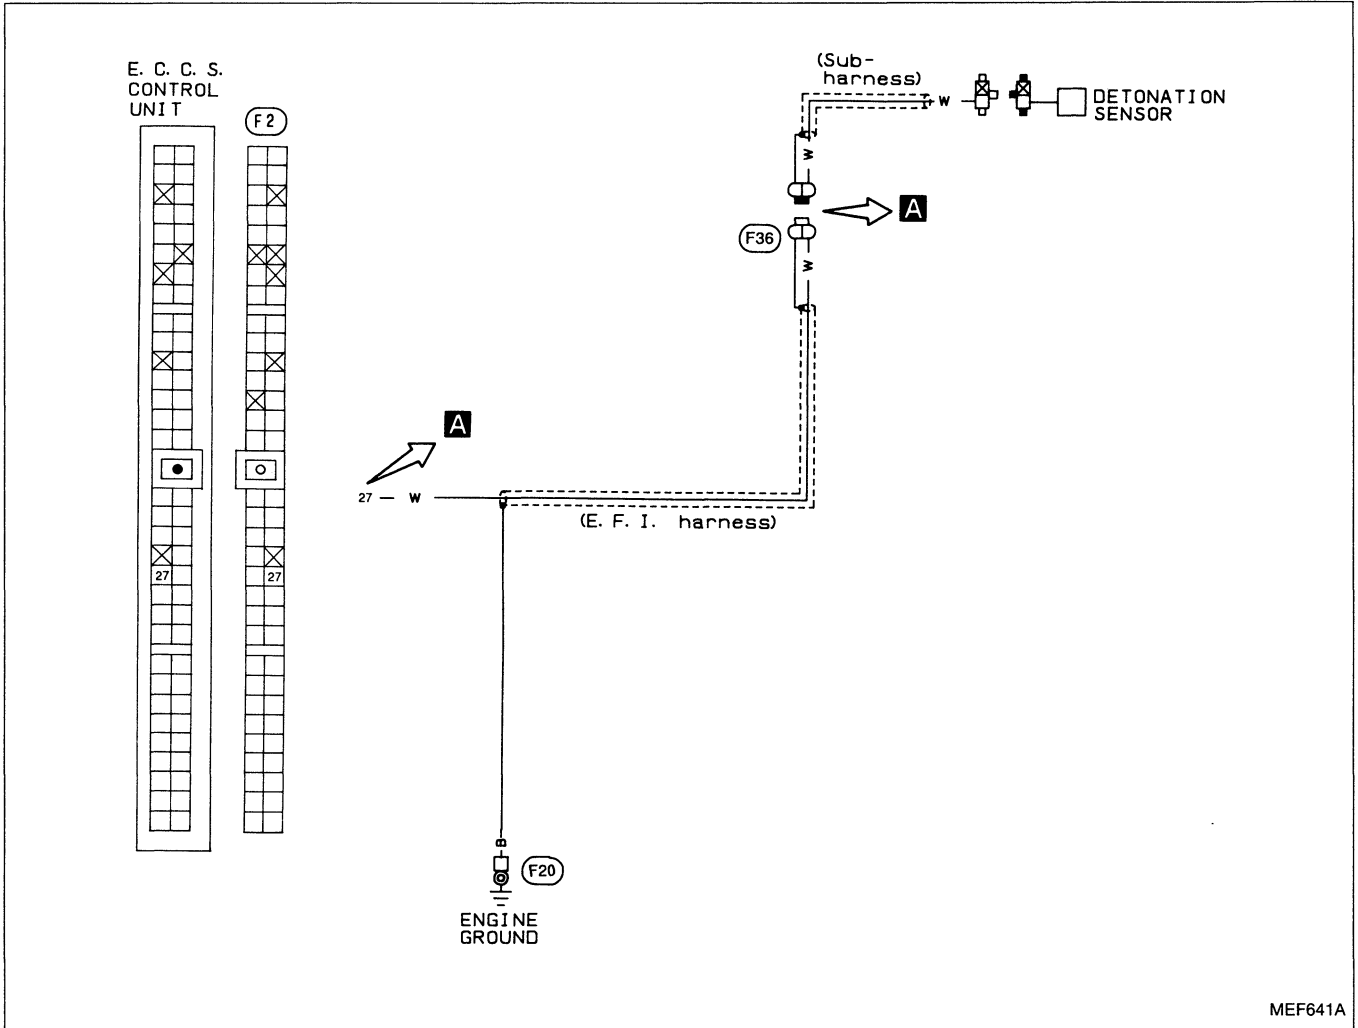 E. C. C. S.
CONTROL
UNIT
F2
27
27
27
W
A
(E. F. I. harness)
(Sub-
harness)
W
DETONATION
SENSOR
W
A
F36
W
B
F20
ENGINE
GROUND
MEF641A